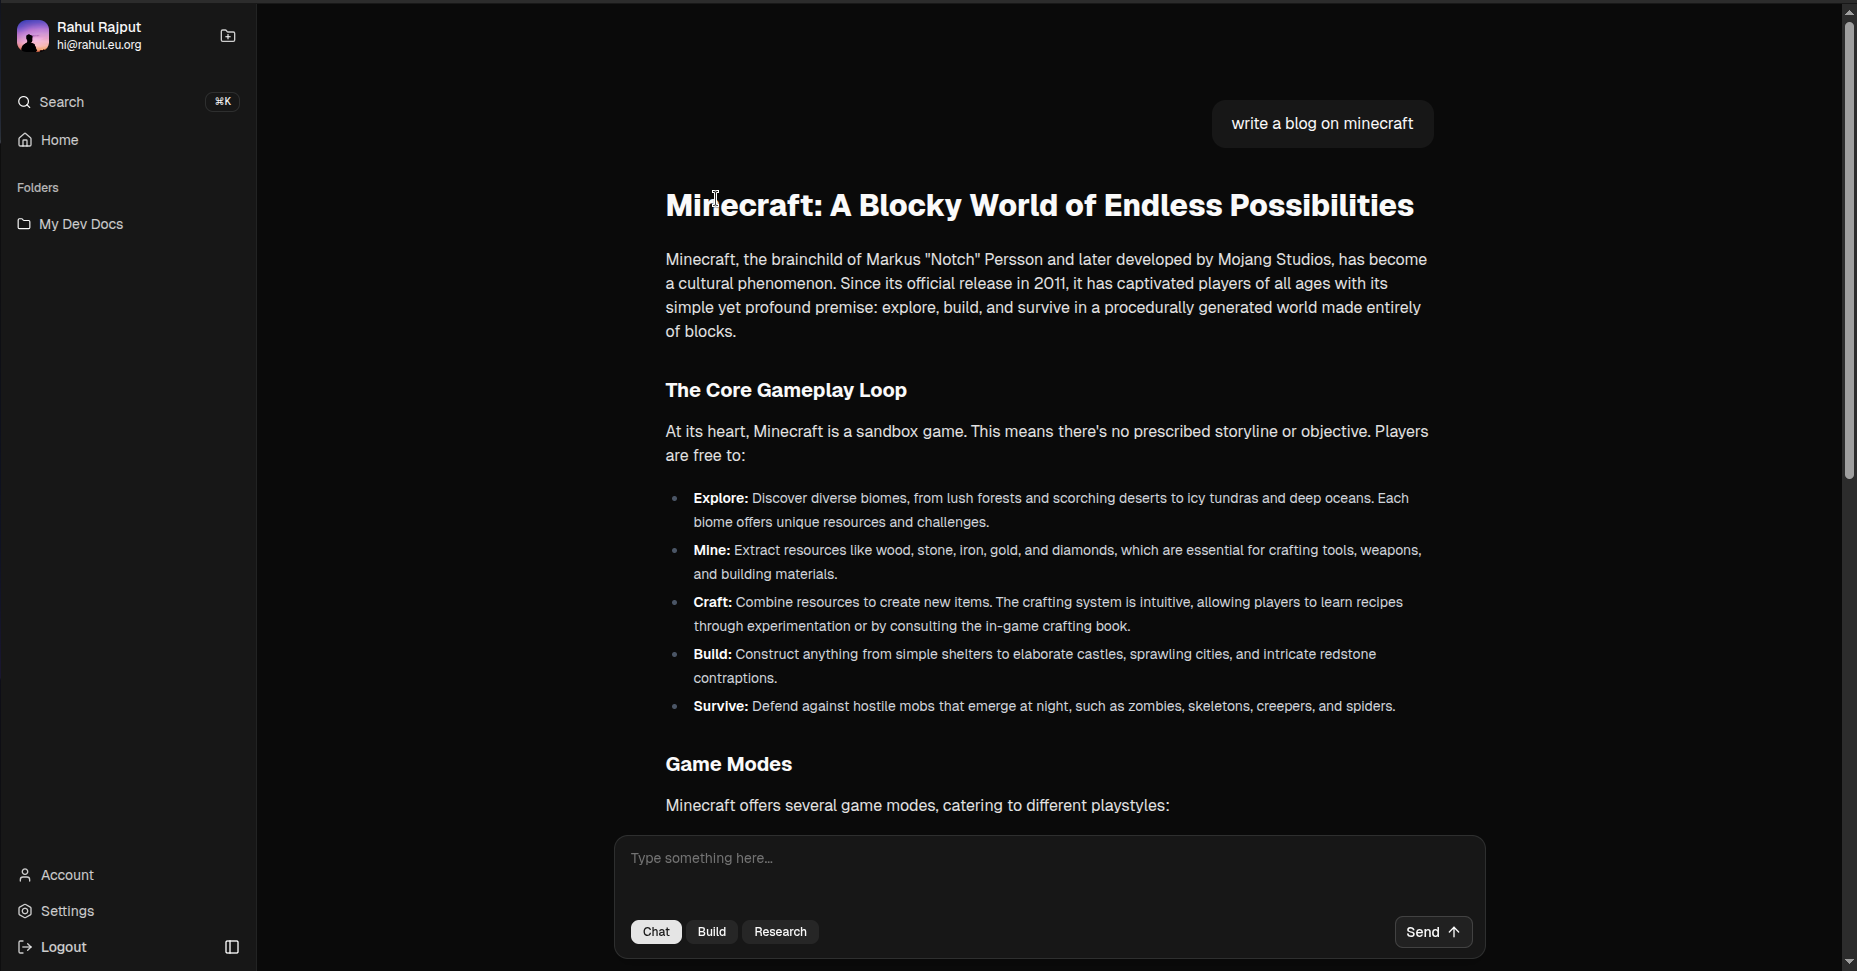 Rahul Rajput
hi@rahul.eu.org
Search
⌘K
Home
Folders
My Dev Docs
Account
Settings
Logout
write a blog on minecraft
Minecraft: A Blocky World of Endless Possibilities
Minecraft, the brainchild of Markus "Notch" Persson and later developed by Mojang Studios, has become
a cultural phenomenon. Since its official release in 2011, it has captivated players of all ages with its
simple yet profound premise: explore, build, and survive in a procedurally generated world made entirely
of blocks.
The Core Gameplay Loop
At its heart, Minecraft is a sandbox game. This means there's no prescribed storyline or objective. Players
are free to:
Explore: Discover diverse biomes, from lush forests and scorching deserts to icy tundras and deep oceans. Each
biome offers unique resources and challenges.
Mine: Extract resources like wood, stone, iron, gold, and diamonds, which are essential for crafting tools, weapons,
and building materials.
Craft: Combine resources to create new items. The crafting system is intuitive, allowing players to learn recipes
through experimentation or by consulting the in-game crafting book.
Build: Construct anything from simple shelters to elaborate castles, sprawling cities, and intricate redstone
contraptions.
Survive: Defend against hostile mobs that emerge at night, such as zombies, skeletons, creepers, and spiders.
Game Modes
Minecraft offers several game modes, catering to different playstyles:
Type something here...
Chat
Build
Research
Send